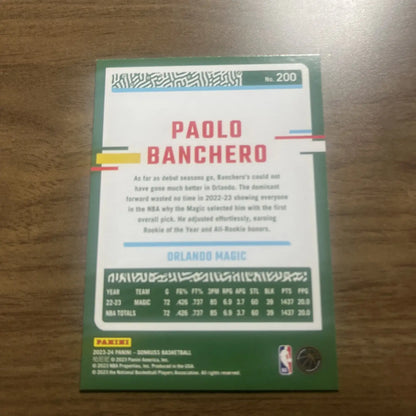 No. 200
PAOLO
BANCHERO
As far as debut seasons go, Banchero's could not
have gone much better in Orlando. The dominant
forward wasted no time in 2022-23 showing everyone
in the NBA why the Magic selected him with the first
overall pick. He adjusted effortlessly, earning
Rookie of the Year and All-Rookie honors.
ORLANDO MAGIC
YEAR TEAM G FG% FT% 3PM RPG APG STL BLK PTS PPG
22-23 MAGIC 72 .426 .737 85 6.9 3.7 60 39 1437 20.0
NBA TOTALS 72 .426 .737 85 6.9 3.7 60 39 1437 20.0
PANINI
2023-24 PANINI - DONRUSS BASKETBALL
© 2023 Panini America, Inc.
© 2023 NBA Properties, Inc. Produced in the USA.
© 2023 the National Basketball Players Association. All rights reserved.